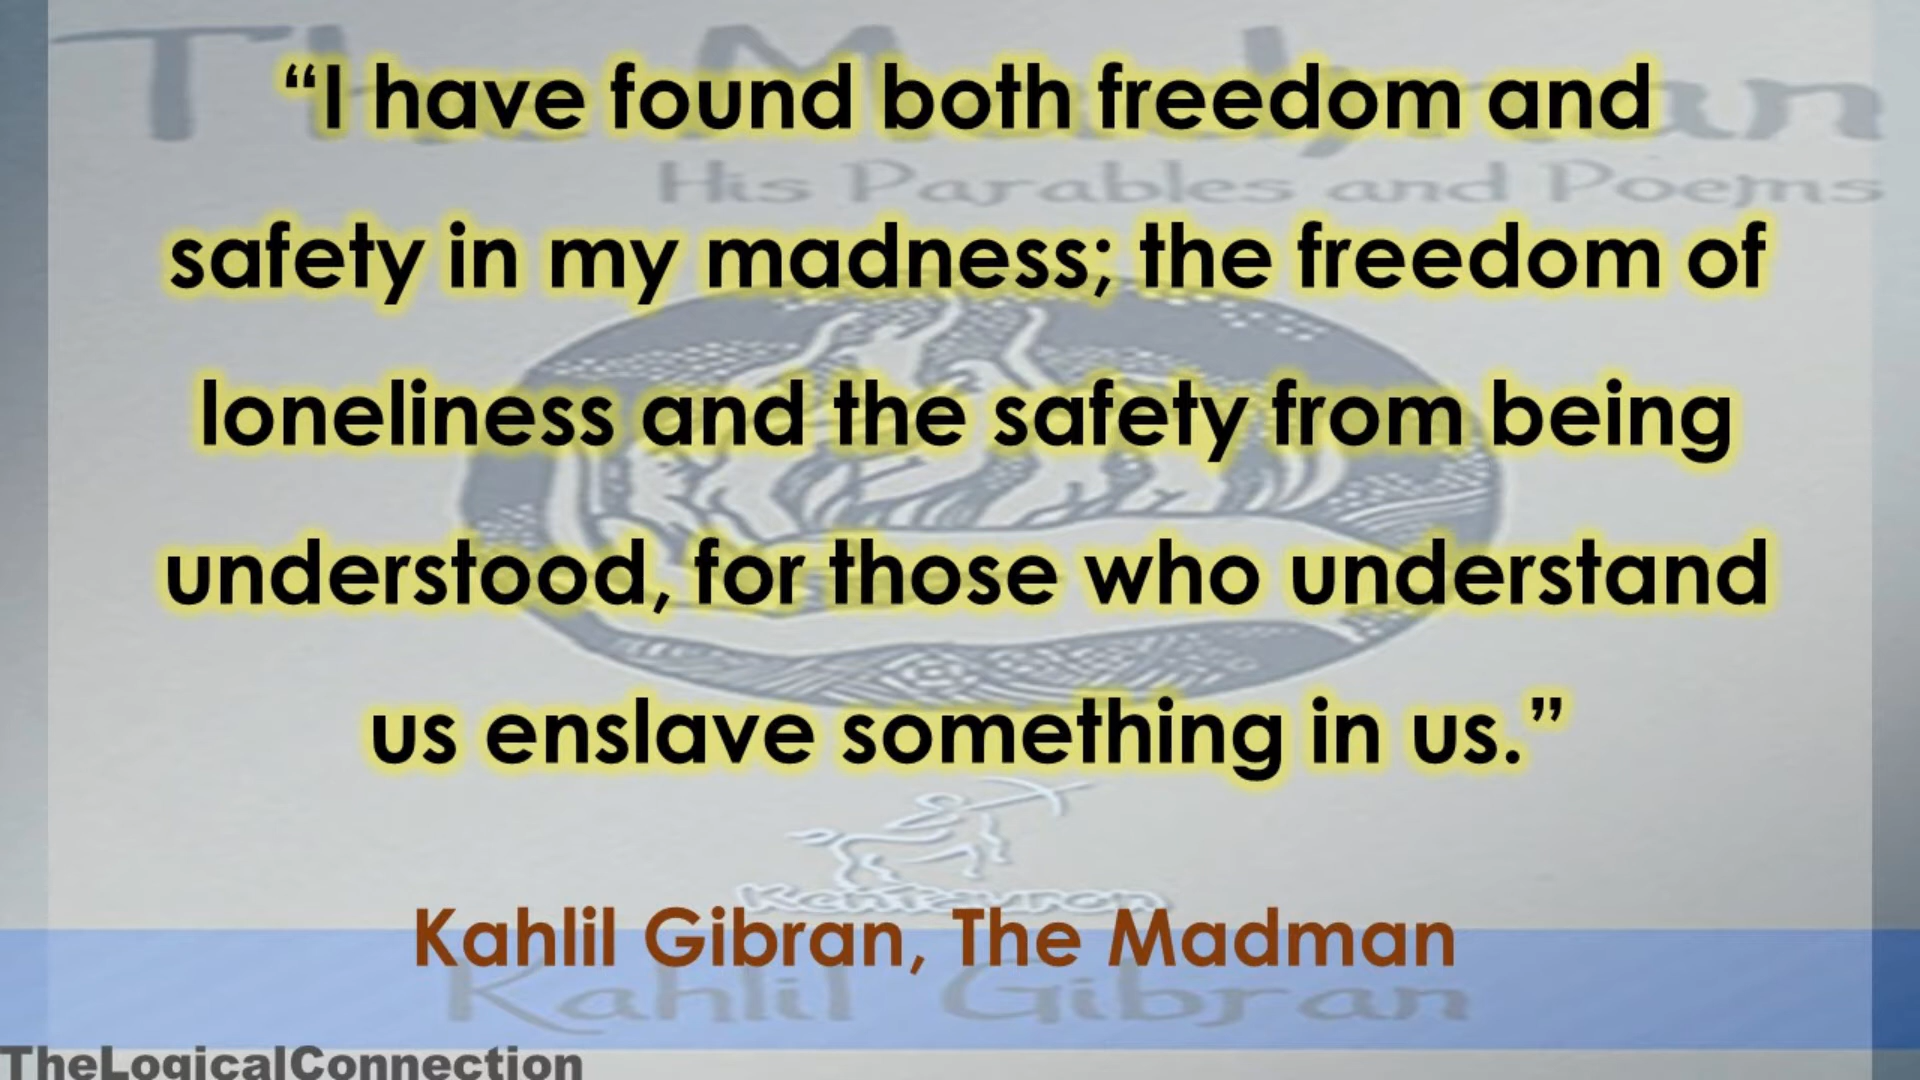 The Madman
His Parables and Poems
“I have found both freedom and
safety in my madness; the freedom of
loneliness and the safety from being
understood, for those who understand
us enslave something in us.”
Kahlil Gibran, The Madman
Kahlil Gibran
TheLogicalConnection